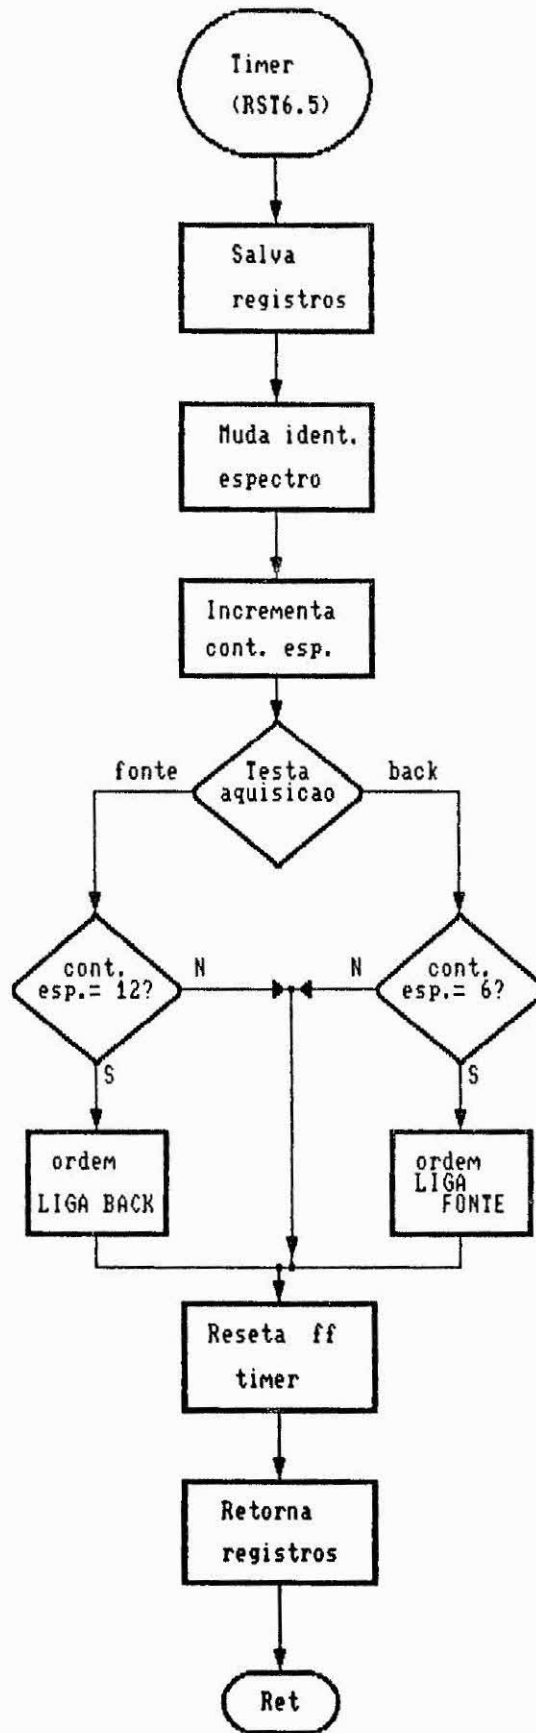 Timer
(RST6.5)
Salva
registros
Muda ident.
espectro
Incrementa
cont. esp.
fonte
Testa
aquisicao
back
cont.
esp.= 12?
N
N
cont.
esp.= 6?
S
S
ordem
LIGA BACK
ordem
LIGA
FONTE
Reseta ff
timer
Retorna
registros
Ret